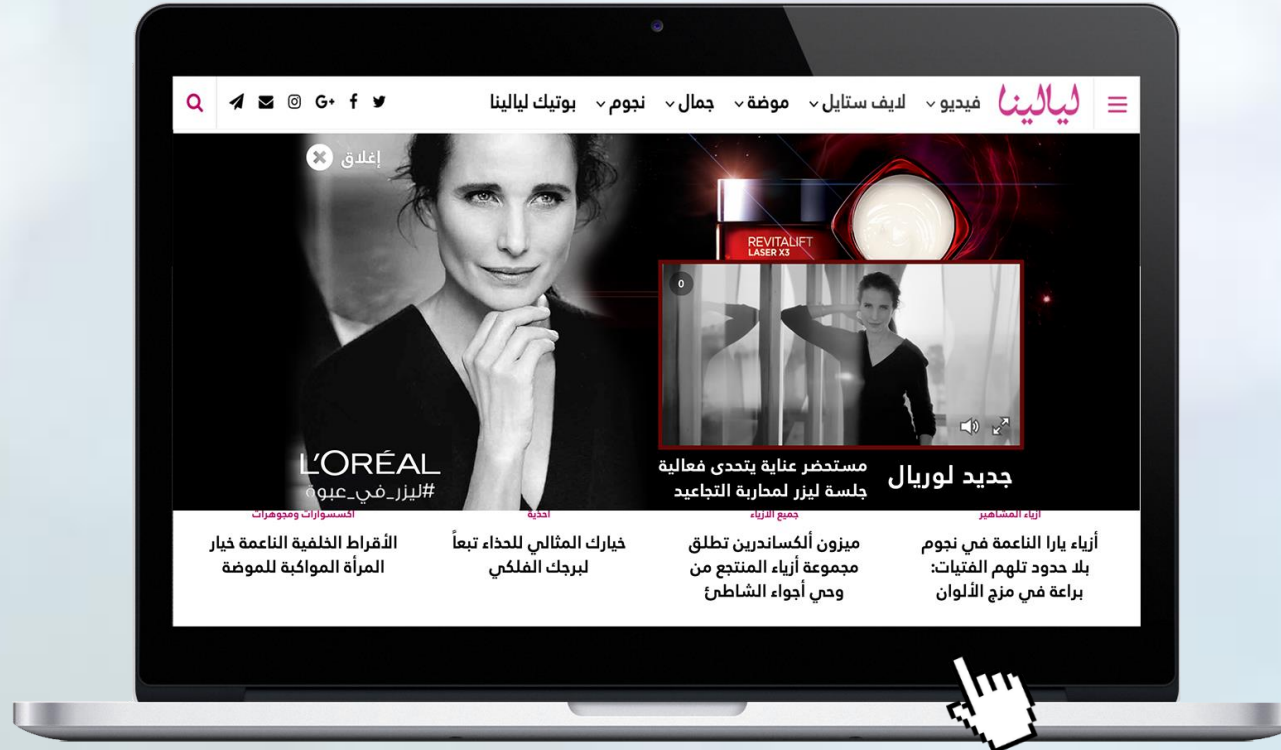 ليالينا
فيديو
لايف ستايل
موضة
جمال
نجوم
بوتيك ليالينا
G+
إغلاق
REVITALIFT
LASER X3
0
L'ORÉAL
#ليزر_في_عبوة
جديد لوريال
مستحضر عناية يتحدى فعالية
جلسة ليزر لمحاربة التجاعيد
أزياء المشاهير
أزياء يارا الناعمة في نجوم
بلا حدود تلهم الفتيات:
براعة في مزج الألوان
جميع الأزياء
ميزون ألكساندرين تطلق
مجموعة أزياء المنتجع من
وحي أجواء الشاطئ
أحذية
خيارك المثالي للحذاء تبعاً
لبرجك الفلكي
اكسسوارات ومجوهرات
الأقراط الخلفية الناعمة خيار
المرأة المواكبة للموضة